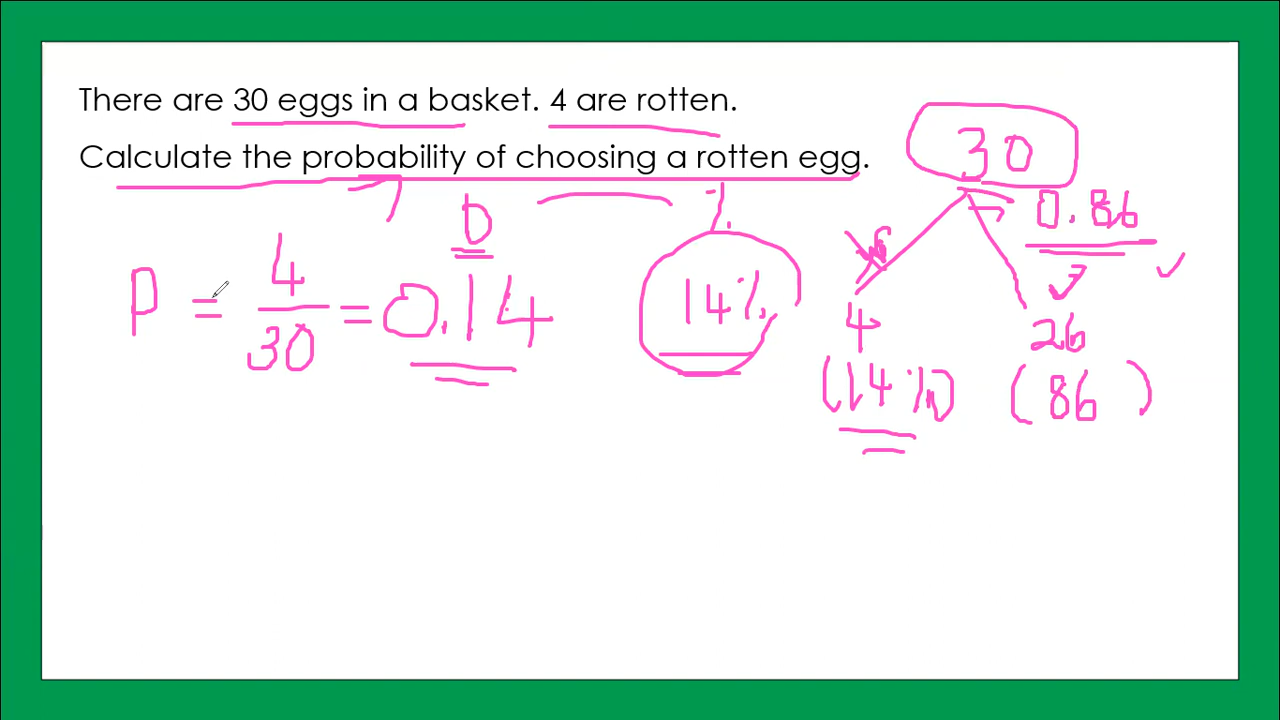 There are 30 eggs in a basket. 4 are rotten.
Calculate the probability of choosing a rotten egg.
30
0.86
D
P = 4/30 = 0.14
14%
4
26
(14%)
(86 )